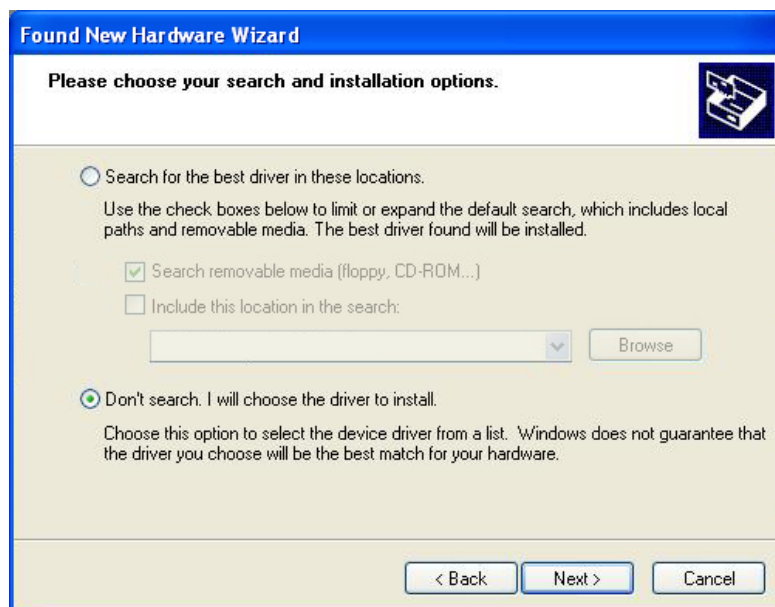 Found New Hardware Wizard
Please choose your search and installation options.
Search for the best driver in these locations.
Use the check boxes below to limit or expand the default search, which includes local
paths and removable media. The best driver found will be installed.
Search removable media (floppy, CD-ROM...)
Include this location in the search:
Browse
Don't search. I will choose the driver to install.
Choose this option to select the device driver from a list.  Windows does not guarantee that
the driver you choose will be the best match for your hardware.
< Back Next > Cancel